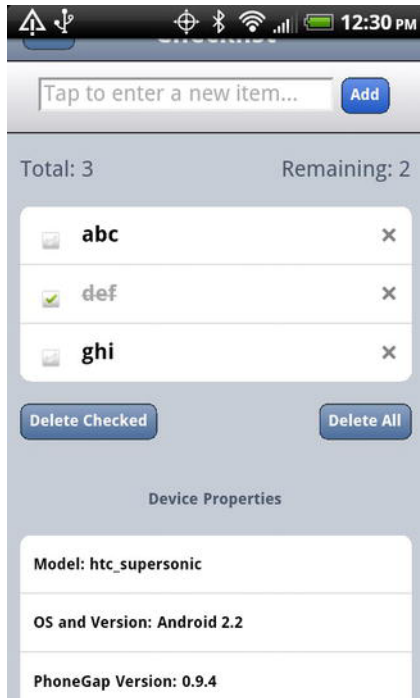 12:30 PM
Checklist
Tap to enter a new item...
Add
Total: 3
Remaining: 2
abc
def
ghi
Delete Checked
Delete All
Device Properties
Model: htc_supersonic
OS and Version: Android 2.2
PhoneGap Version: 0.9.4